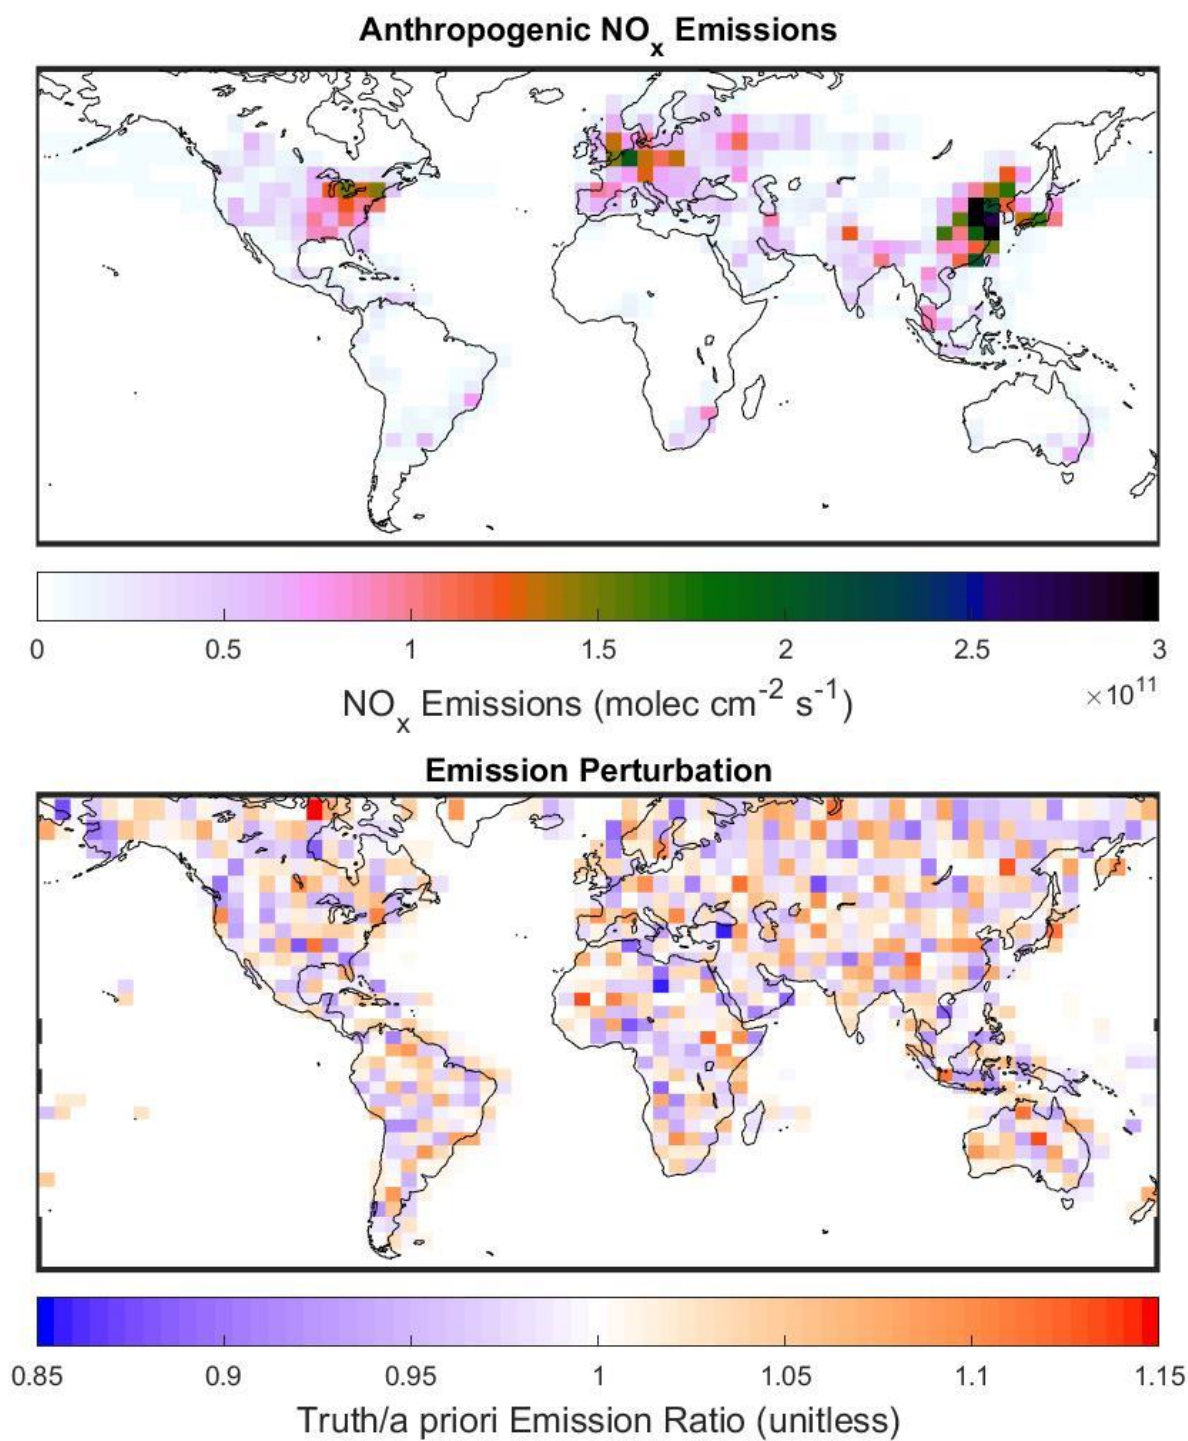 Anthropogenic NOx Emissions
0 0.5 1 1.5 2 2.5 3
×10^11
NOx Emissions (molec cm^-2 s^-1)
Emission Perturbation
0.85 0.9 0.95 1 1.05 1.1 1.15
Truth/a priori Emission Ratio (unitless)